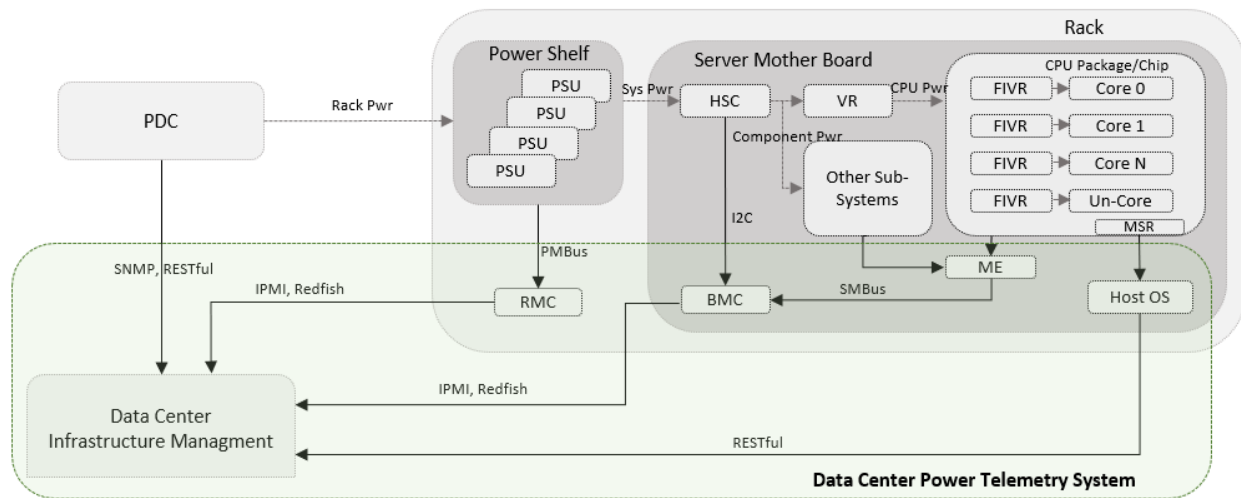 Rack
Power Shelf
Server Mother Board
CPU Package/Chip
PDC
Rack Pwr
PSU
PSU
PSU
PSU
Sys Pwr
HSC
VR
CPU Pwr
FIVR
Core 0
FIVR
Core 1
FIVR
Core N
FIVR
Un-Core
MSR
Component Pwr
Other Sub-
Systems
I2C
PMBus
SNMP, RESTful
ME
SMBus
IPMI, Redfish
RMC
BMC
Host OS
IPMI, Redfish
Data Center
Infrastructure Managment
RESTful
Data Center Power Telemetry System